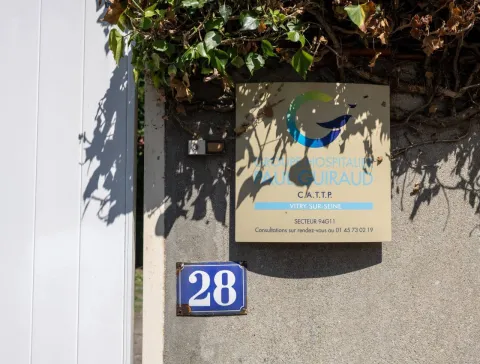 GROUPE HOSPITALIER
PAUL GUIRAUD
C.A.T.T.P.
VITRY-SUR-SEINE
SECTEUR 94G11
Consultations sur rendez-vous au 01 45 73 02 19
28